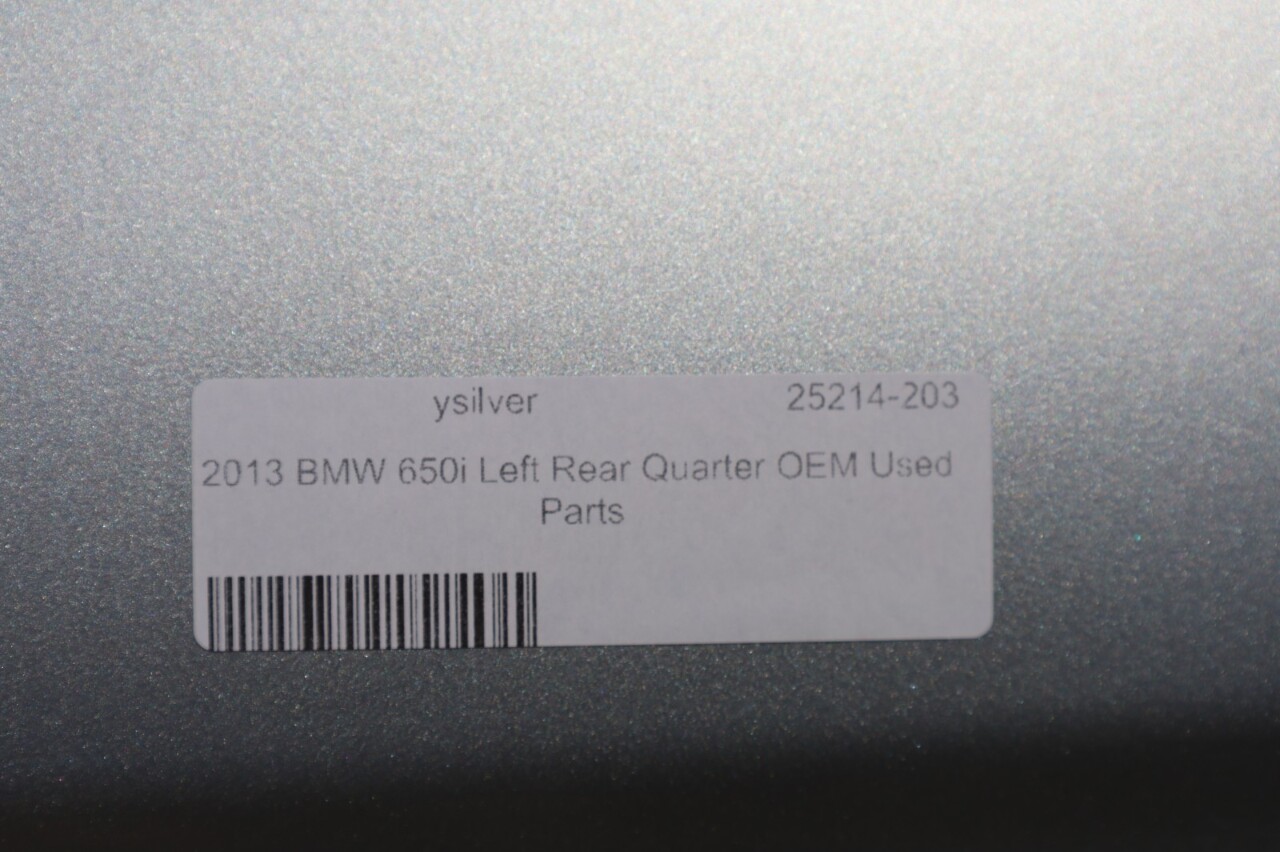 ysilver 25214-203
2013 BMW 650i Left Rear Quarter OEM Used
Parts